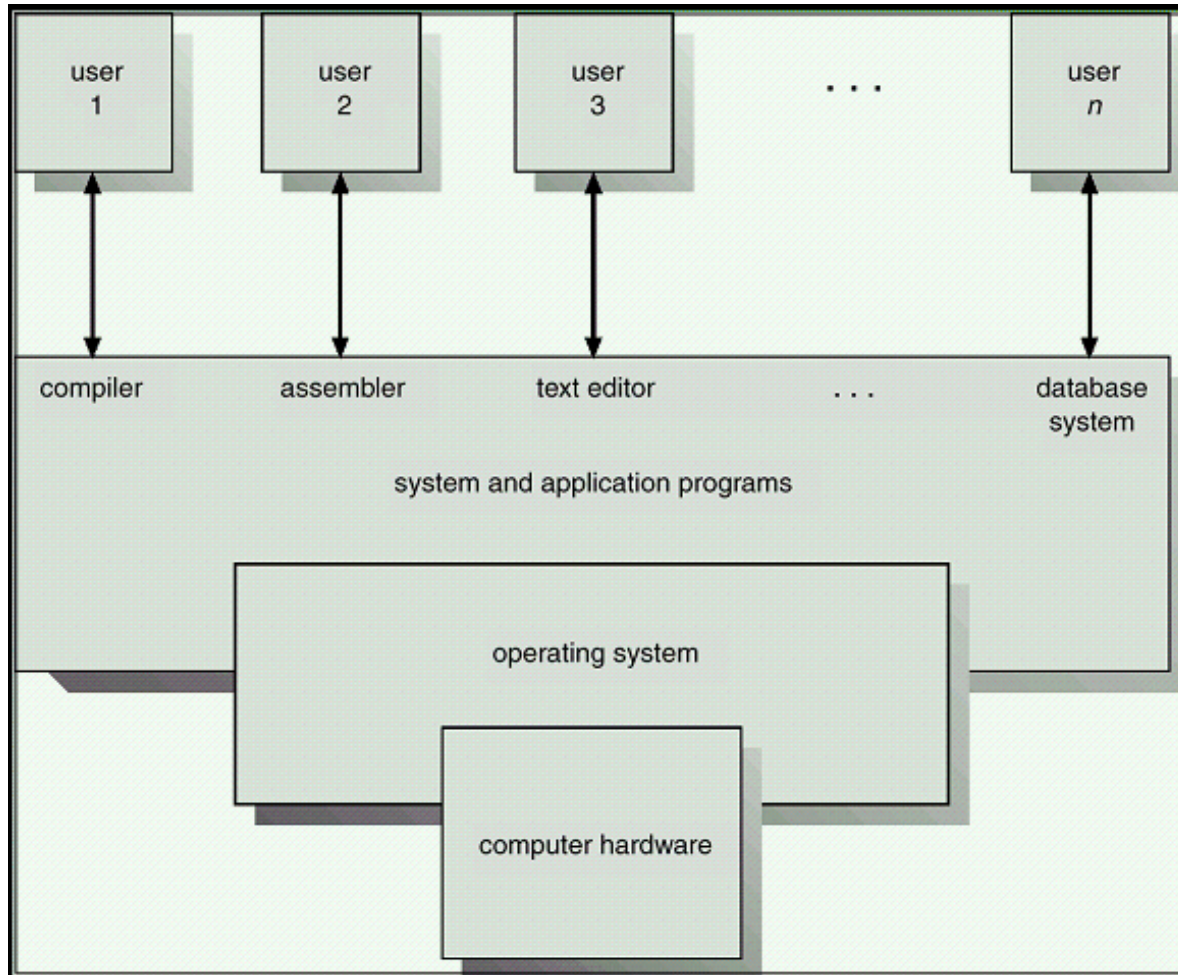 user
1
user
2
user
3
. . .
user
n
compiler
assembler
text editor
. . .
database
system
system and application programs
operating system
computer hardware